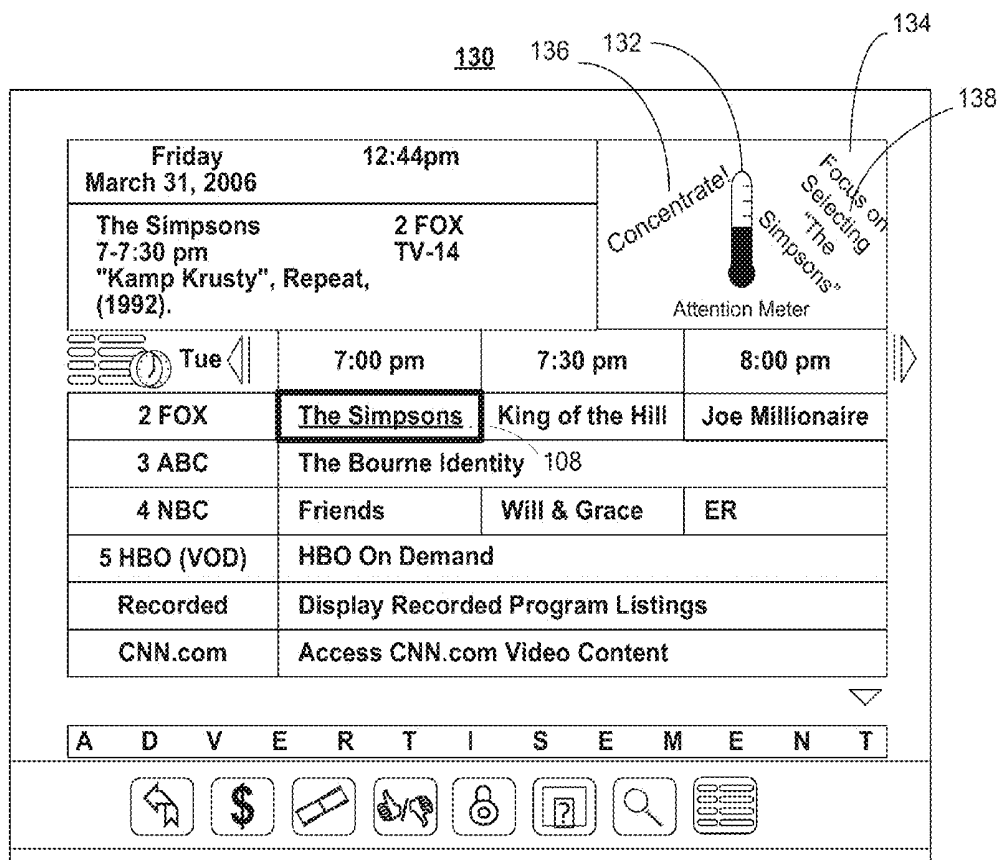 130
136
132
134
138
Friday 12:44pm
March 31, 2006
The Simpsons 2 FOX
7-7:30 pm TV-14
"Kamp Krusty", Repeat,
(1992).
Concentrate!
Focus on
Selecting
"The
Simpsons"
Attention Meter
Tue 7:00 pm 7:30 pm 8:00 pm
2 FOX The Simpsons King of the Hill Joe Millionaire
3 ABC The Bourne Identity 108
4 NBC Friends Will & Grace ER
5 HBO (VOD) HBO On Demand
Recorded Display Recorded Program Listings
CNN.com Access CNN.com Video Content
A D V E R T I S E M E N T
$ / ?